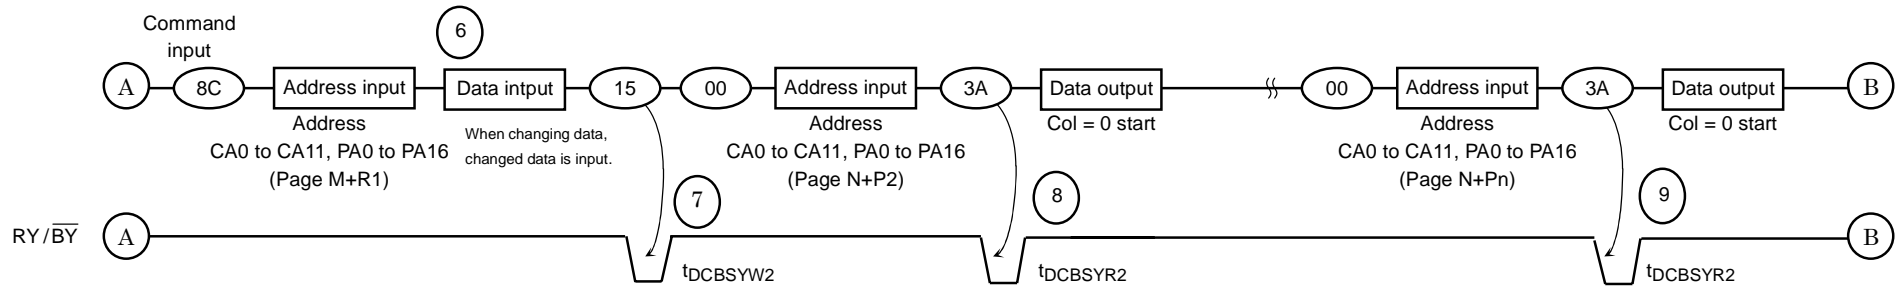 Command
input
6
A 8C Address input Data intput 15 00 Address input 3A Data output 00 Address input 3A Data output B
Address
CA0 to CA11, PA0 to PA16
(Page M+R1)
When changing data,
changed data is input.
Address
CA0 to CA11, PA0 to PA16
(Page N+P2)
Col = 0 start
Address
CA0 to CA11, PA0 to PA16
(Page N+Pn)
Col = 0 start
7
8
9
RY/BY A B
tDCBSYW2
tDCBSYR2
tDCBSYR2